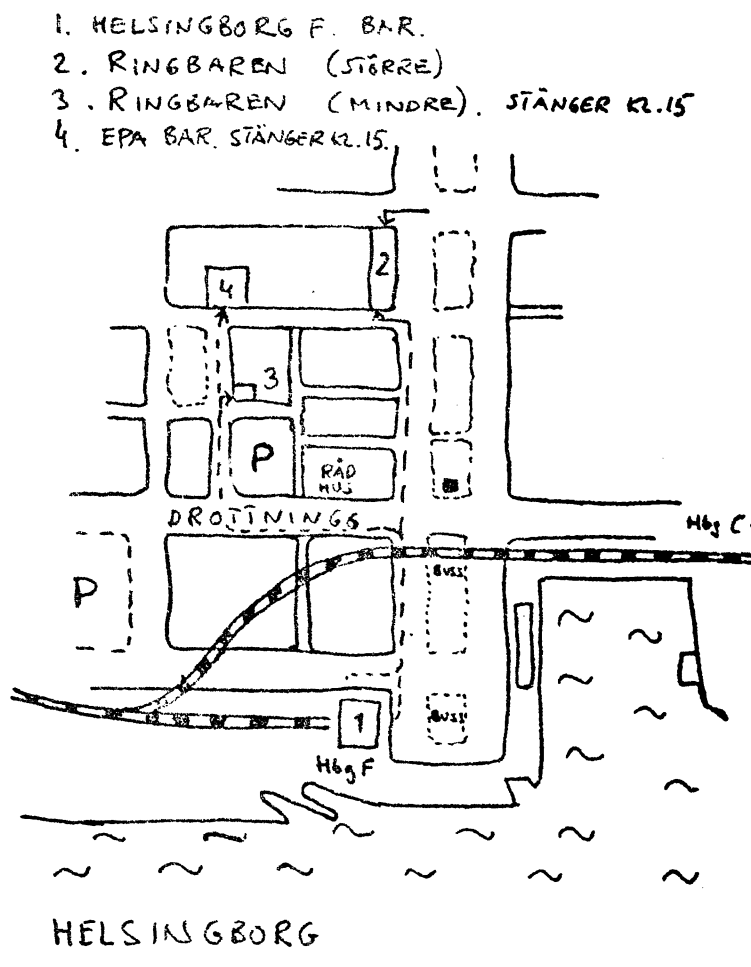 1. HELSINGBORG F. BAR.
2. RINGBAREN (STÖRRE)
3. RINGBAREN (MINDRE). STÄNGER KL.15
4. EPA BAR. STÄNGER KL.15.
2
4
3
P
RÅD
HUS
DROTTNINGG
Hbg C
BUSS
P
1
BUSS
Hbg F
HELSINGBORG